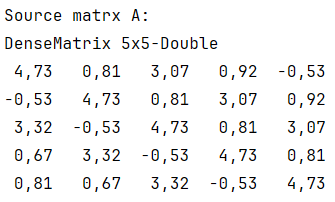 Source matrx A:
DenseMatrix 5x5-Double
4,73 0,81 3,07 0,92 -0,53
-0,53 4,73 0,81 3,07 0,92
3,32 -0,53 4,73 0,81 3,07
0,67 3,32 -0,53 4,73 0,81
0,81 0,67 3,32 -0,53 4,73